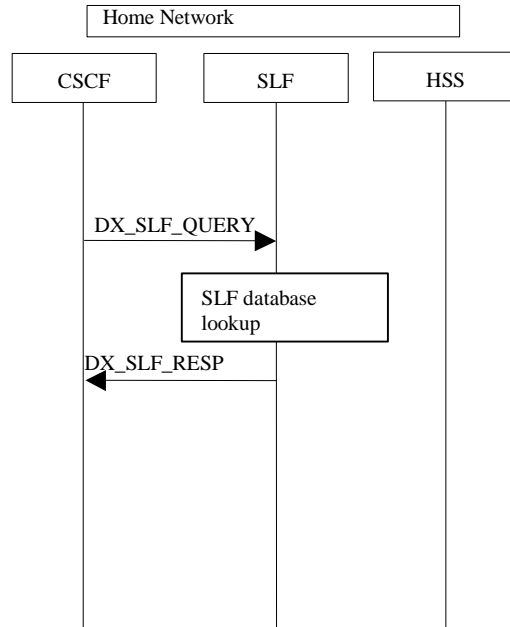 Home Network
CSCF
SLF
HSS
DX_SLF_QUERY
SLF database
lookup
DX_SLF_RESP